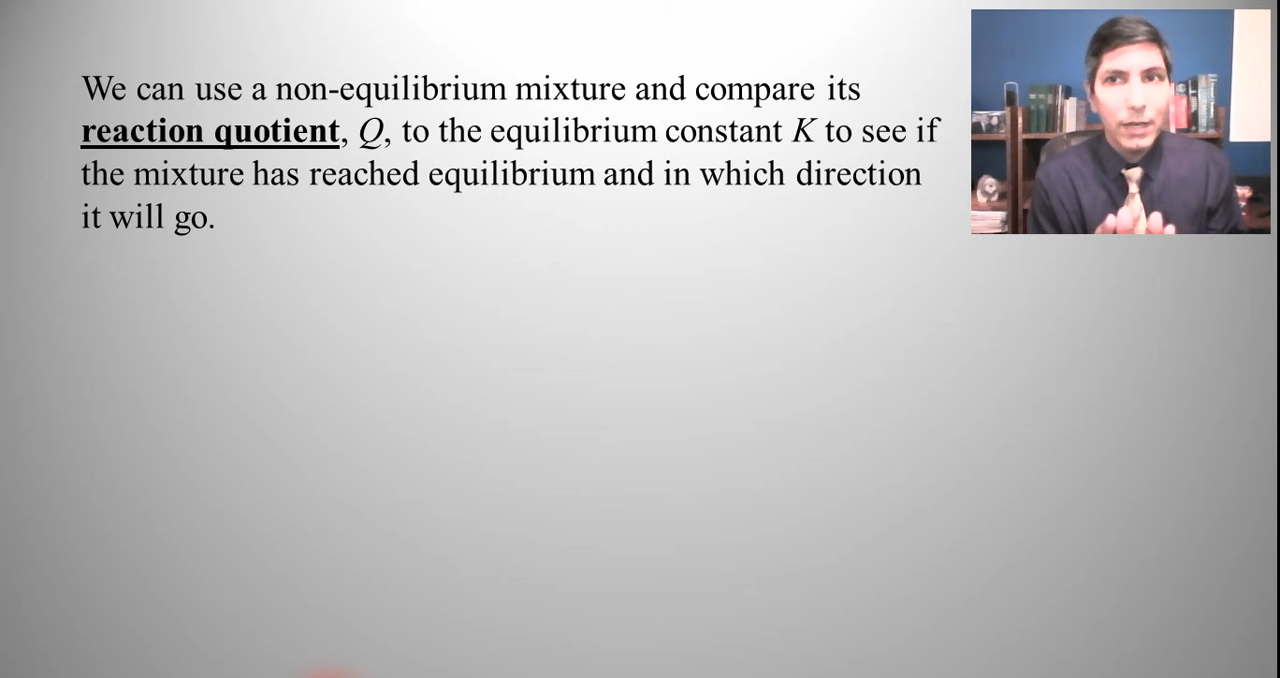 We can use a non-equilibrium mixture and compare its
reaction quotient, Q, to the equilibrium constant K to see if
the mixture has reached equilibrium and in which direction
it will go.